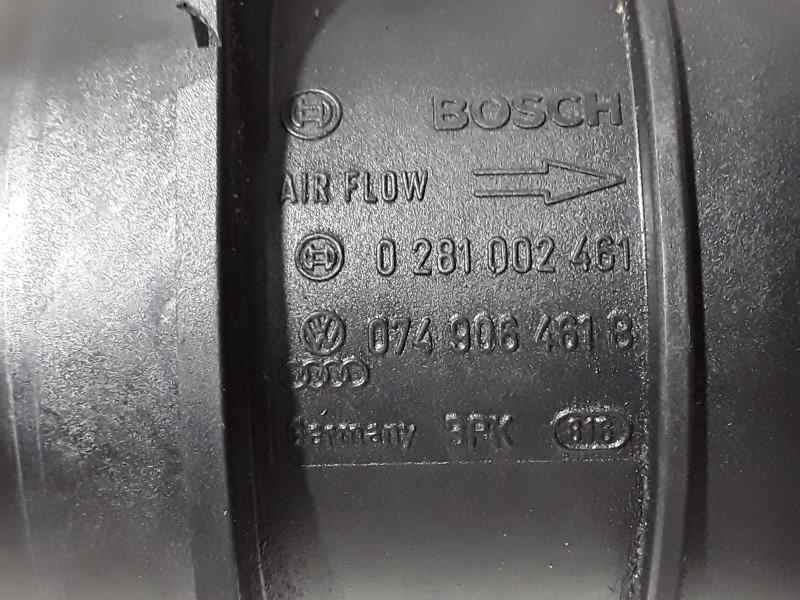 BOSCH
AIR FLOW
0 281 002 461
074 906 461 B
Germany